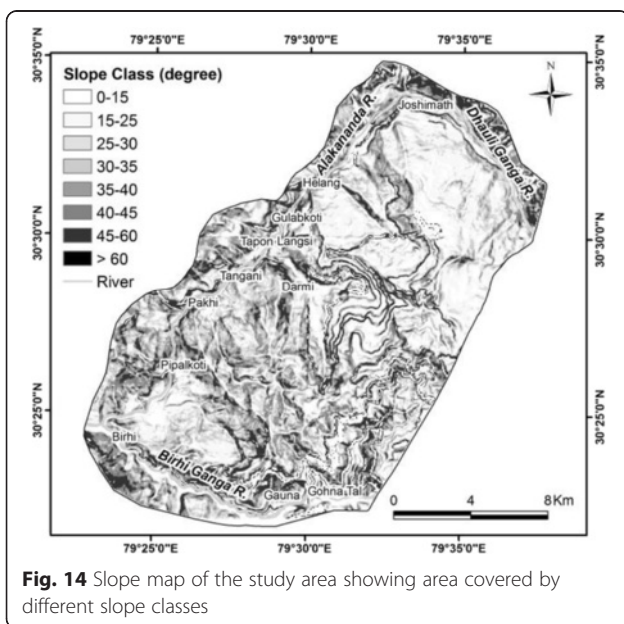 79°25'0"E 79°30'0"E 79°35'0"E
30°35'0"N 30°35'0"N
Slope Class (degree)
0-15
15-25
25-30
30-35
35-40
40-45
45-60
> 60
River
N
Joshimath
Alakananda R.
Dhauli Ganga R.
Helang
Gulabkoti
30°30'0"N 30°30'0"N
Tapon Langsi
Tangani
Darmi
Pakhi
Pipalkoti
30°25'0"N 30°25'0"N
Birhi
Birhi Ganga R.
Gauna
Gohna Tal
0 4 8 Km
79°25'0"E 79°30'0"E 79°35'0"E
Fig. 14 Slope map of the study area showing area covered by
different slope classes